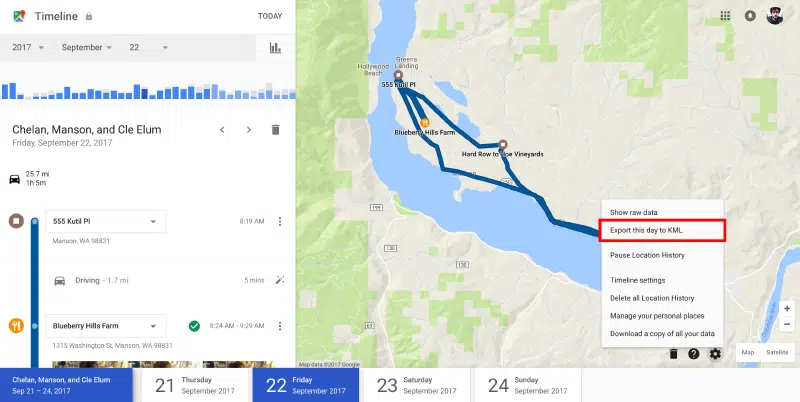 Timeline
TODAY
2017
September
22
Chelan, Manson, and Cle Elum
Friday, September 22, 2017
25.7 mi
1h 5m
555 Kutil Pl
8:19 AM
Manson, WA 98831
Driving - 1.7 mi
5 mins
Blueberry Hills Farm
8:24 AM - 9:29 AM
1315 Washington St, Manson, WA 98831
Hollywood
Beach
Greens
Landing
555 Kutil Pl
Blueberry Hills Farm
Hard Row to Hoe Vineyards
150
199
138
138
63
Show raw data
Export this day to KML
Pause Location History
Timeline settings
Delete all Location History
Manage your personal places
Download a copy of all your data
+
−
Map
Satellite
Map data ©2017 Google
Chelan, Manson, and Cle Elum
Sep 21 – 24, 2017
21
Thursday
September 2017
22
Friday
September 2017
23
Saturday
September 2017
24
Sunday
September 2017